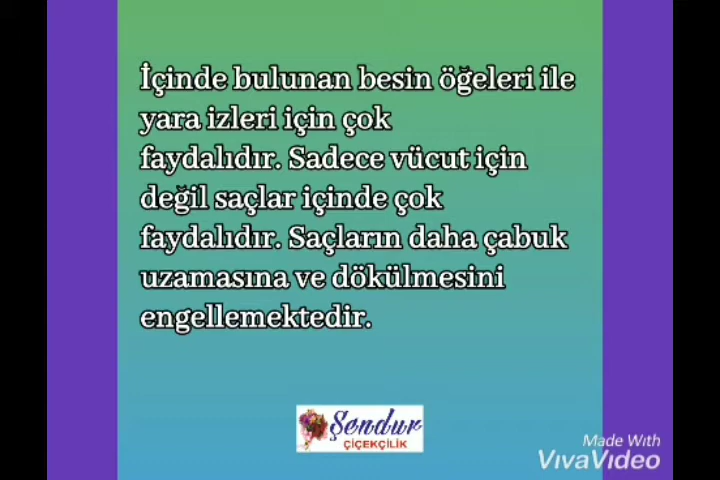 İçinde bulunan besin öğeleri ile
yara izleri için çok
faydalıdır. Sadece vücut için
değil saçlar içinde çok
faydalıdır. Saçların daha çabuk
uzamasına ve dökülmesini
engellemektedir.
Şendur
ÇİÇEKÇİLİK
Made With
VivaVideo